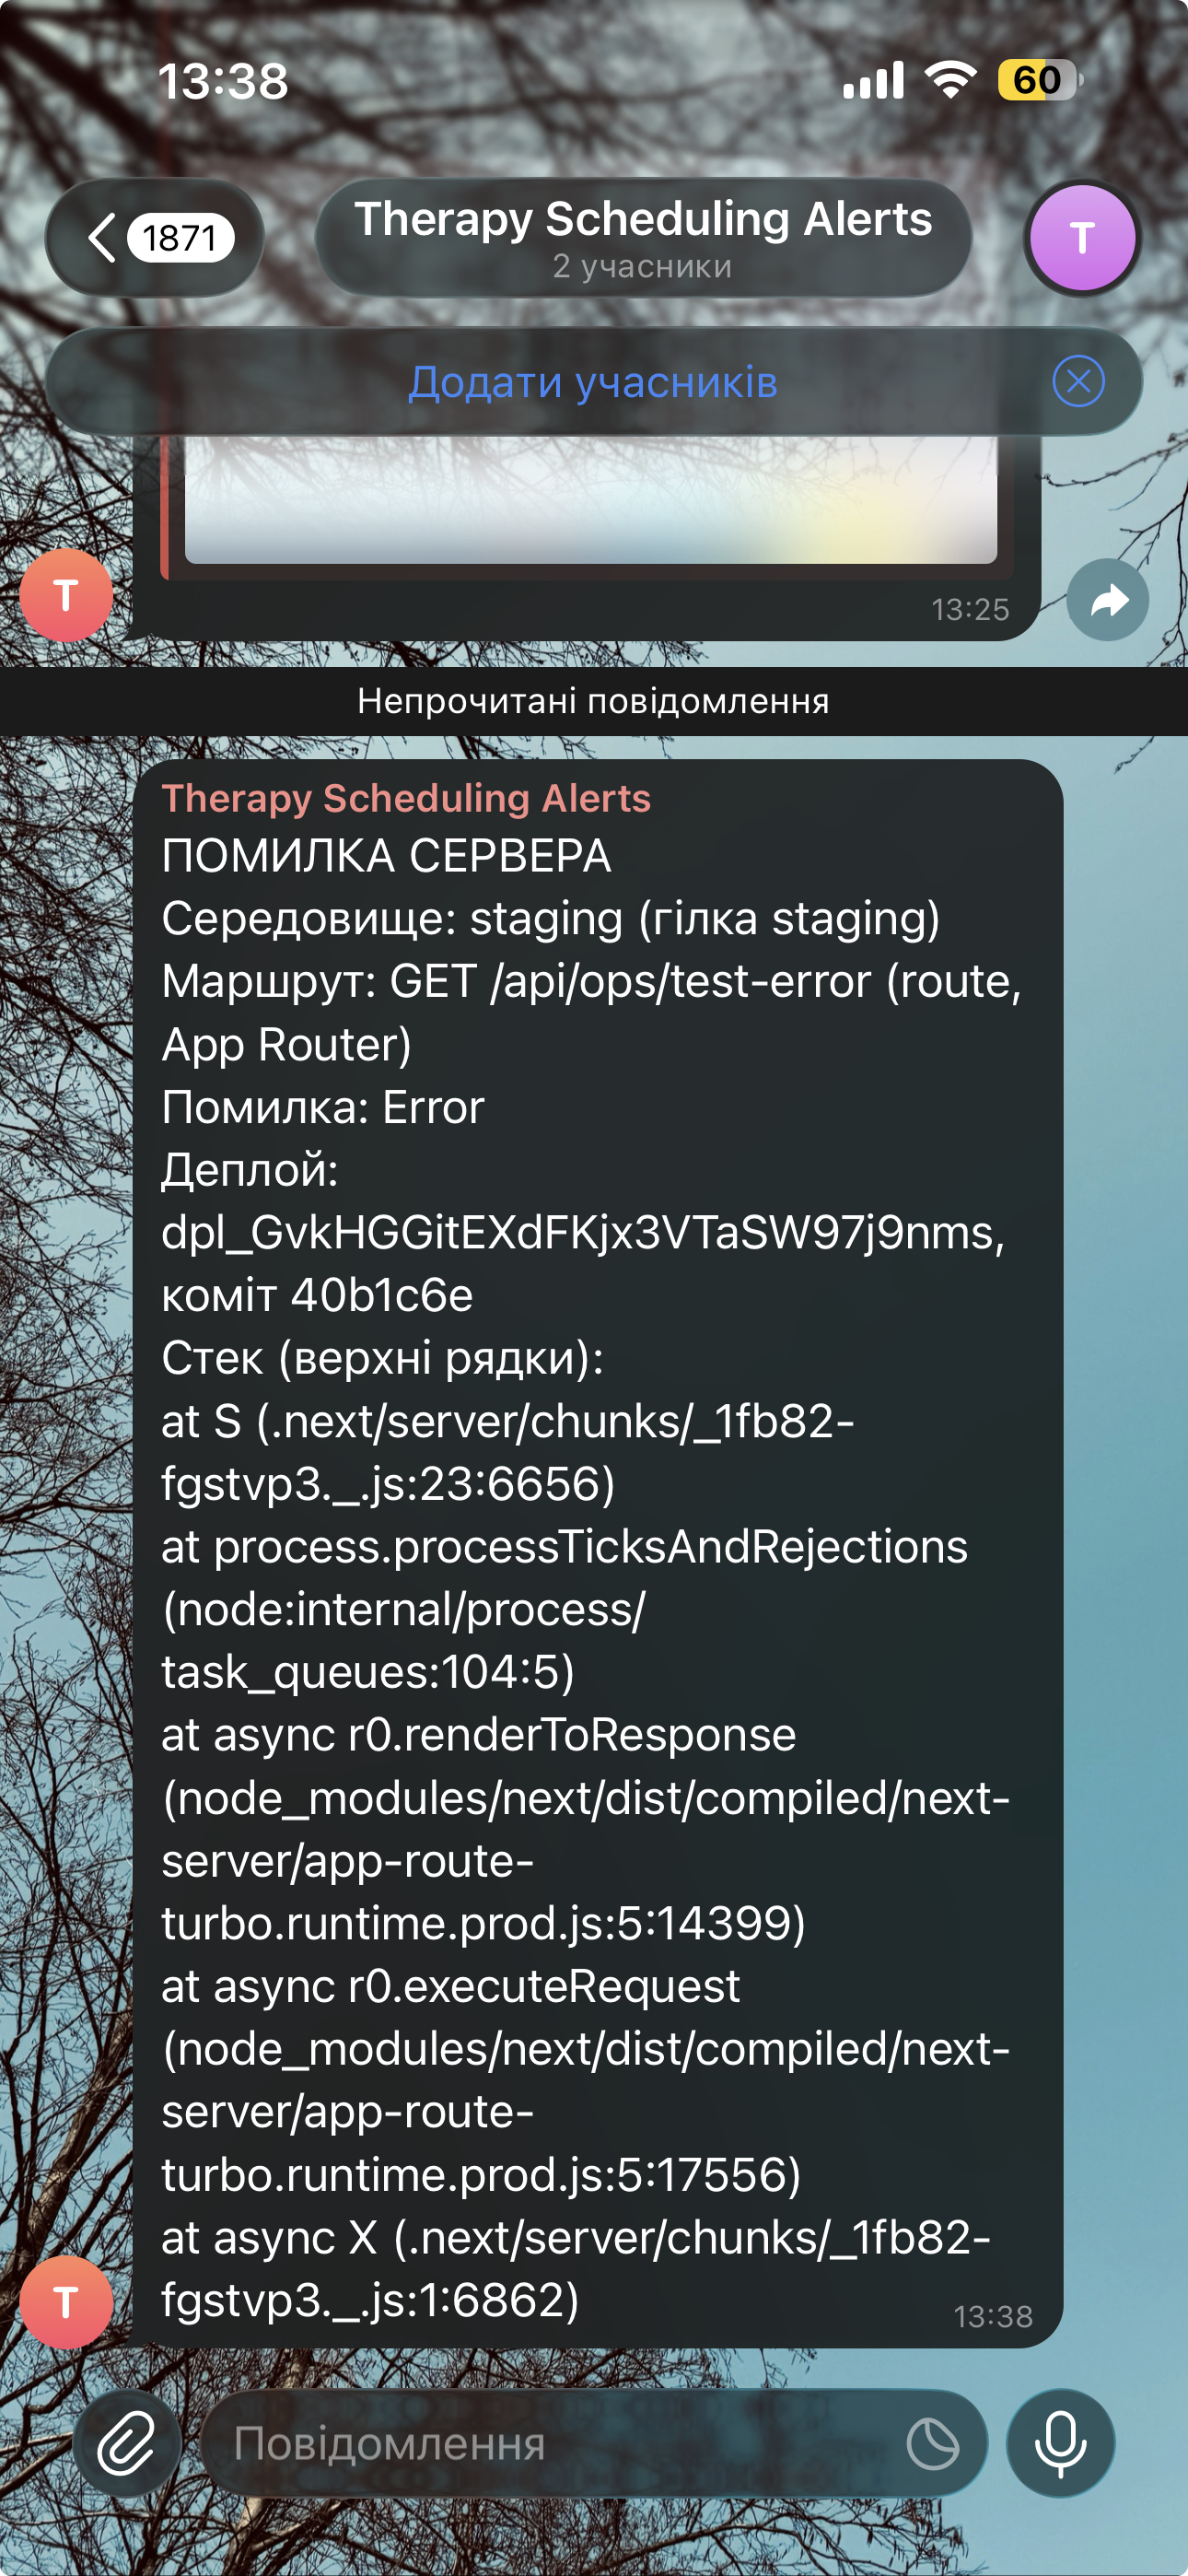 13:38
60
1871
Therapy Scheduling Alerts
2 учасники
T
Додати учасників
T
13:25
Непрочитані повідомлення
Therapy Scheduling Alerts
ПОМИЛКА СЕРВЕРА
Середовище: staging (гілка staging)
Маршрут: GET /api/ops/test-error (route,
App Router)
Помилка: Error
Деплой:
dpl_GvkHGGitEXdFKjx3VTaSW97j9nms,
коміт 40b1c6e
Стек (верхні рядки):
at S (.next/server/chunks/_1fb82-
fgstvp3._.js:23:6656)
at process.processTicksAndRejections
(node:internal/process/
task_queues:104:5)
at async r0.renderToResponse
(node_modules/next/dist/compiled/next-
server/app-route-
turbo.runtime.prod.js:5:14399)
at async r0.executeRequest
(node_modules/next/dist/compiled/next-
server/app-route-
turbo.runtime.prod.js:5:17556)
at async X (.next/server/chunks/_1fb82-
fgstvp3._.js:1:6862)
T
13:38
Повідомлення